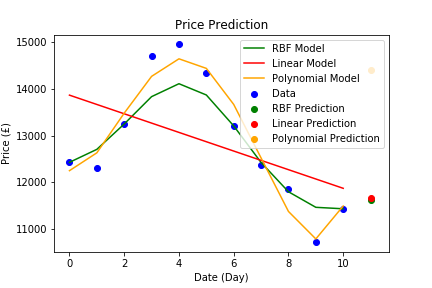 Price Prediction
15000
14000
13000
12000
11000
Price (£)
RBF Model
Linear Model
Polynomial Model
Data
RBF Prediction
Linear Prediction
Polynomial Prediction
0 2 4 6 8 10
Date (Day)